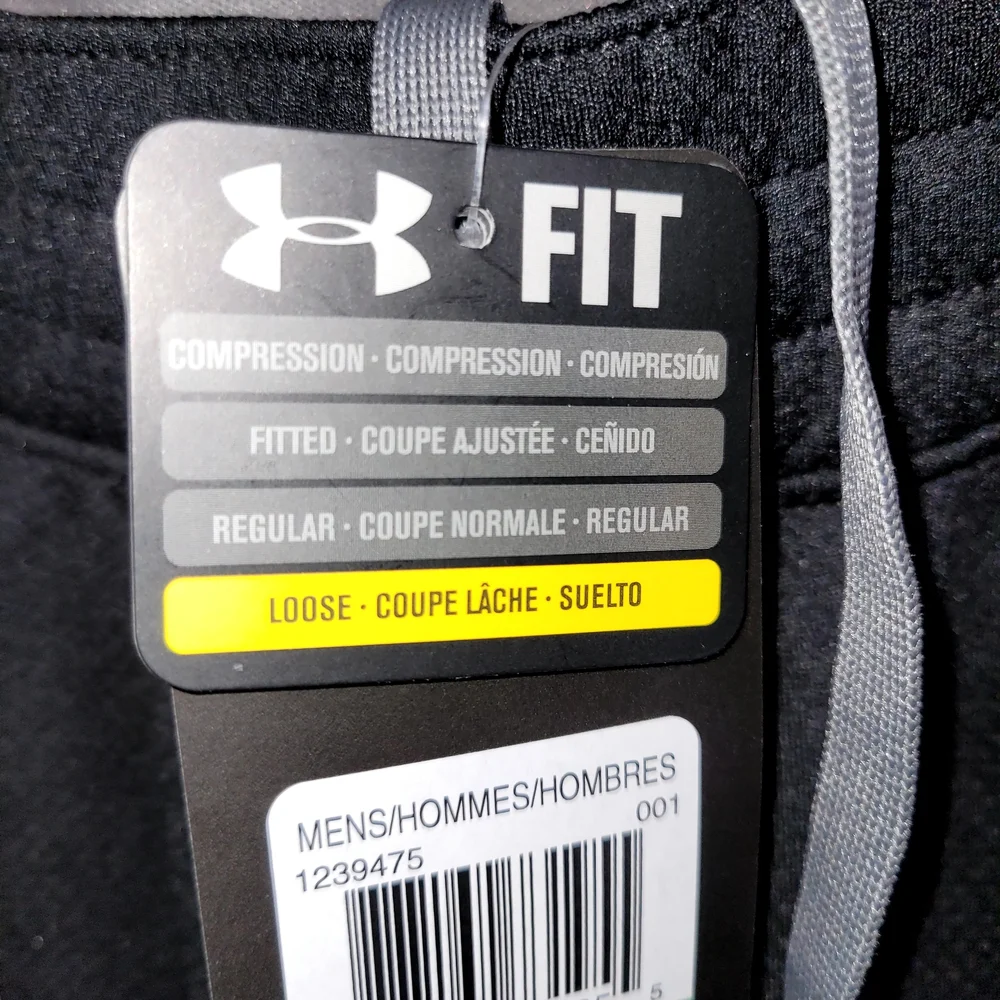 FIT
COMPRESSION · COMPRESSION · COMPRESIÓN
FITTED · COUPE AJUSTÉE · CEÑIDO
REGULAR · COUPE NORMALE · REGULAR
LOOSE · COUPE LÂCHE · SUELTO
MENS/HOMMES/HOMBRES
001
1239475
5